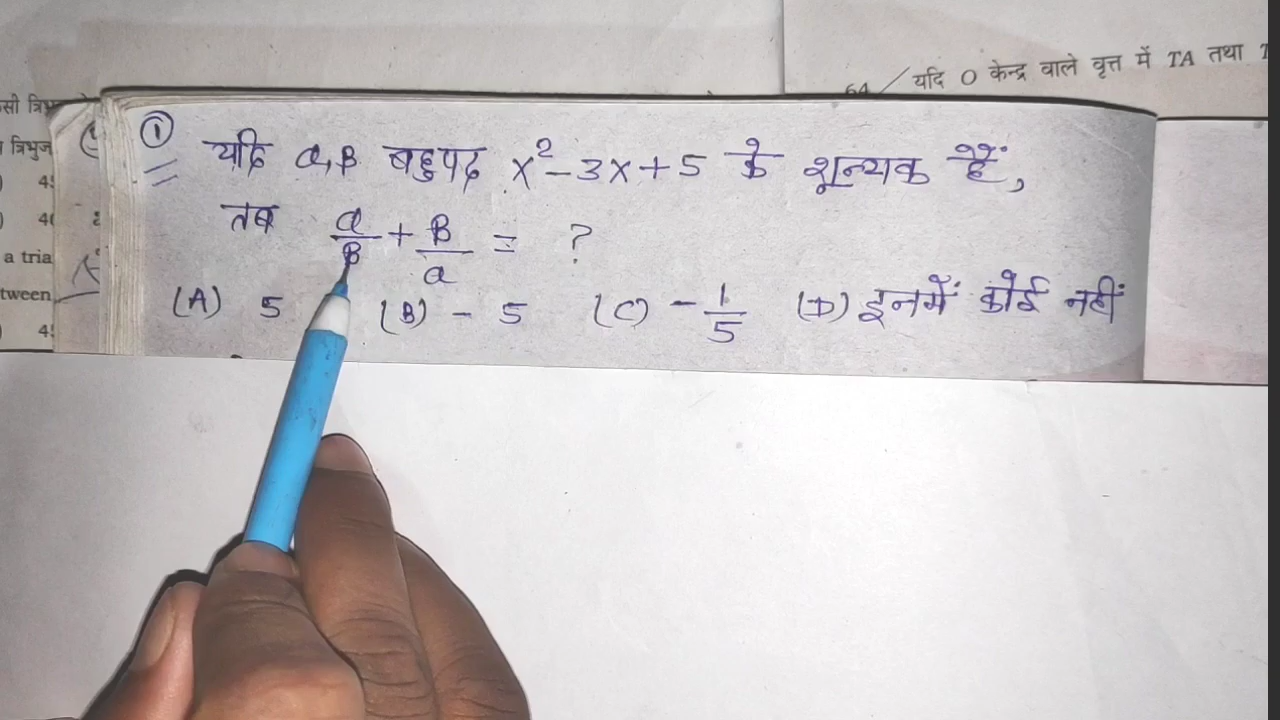 64 यदि O केन्द्र वाले वृत्त में TA तथा
सी
त्रिभुज
a tria
tween
① यदि α, β बहुपद x² - 3x + 5 के शून्यक हैं,
तब α/β + β/α = ?
(A) 5 (B) - 5 (C) - 1/5 (D) इनमें कोई नहीं